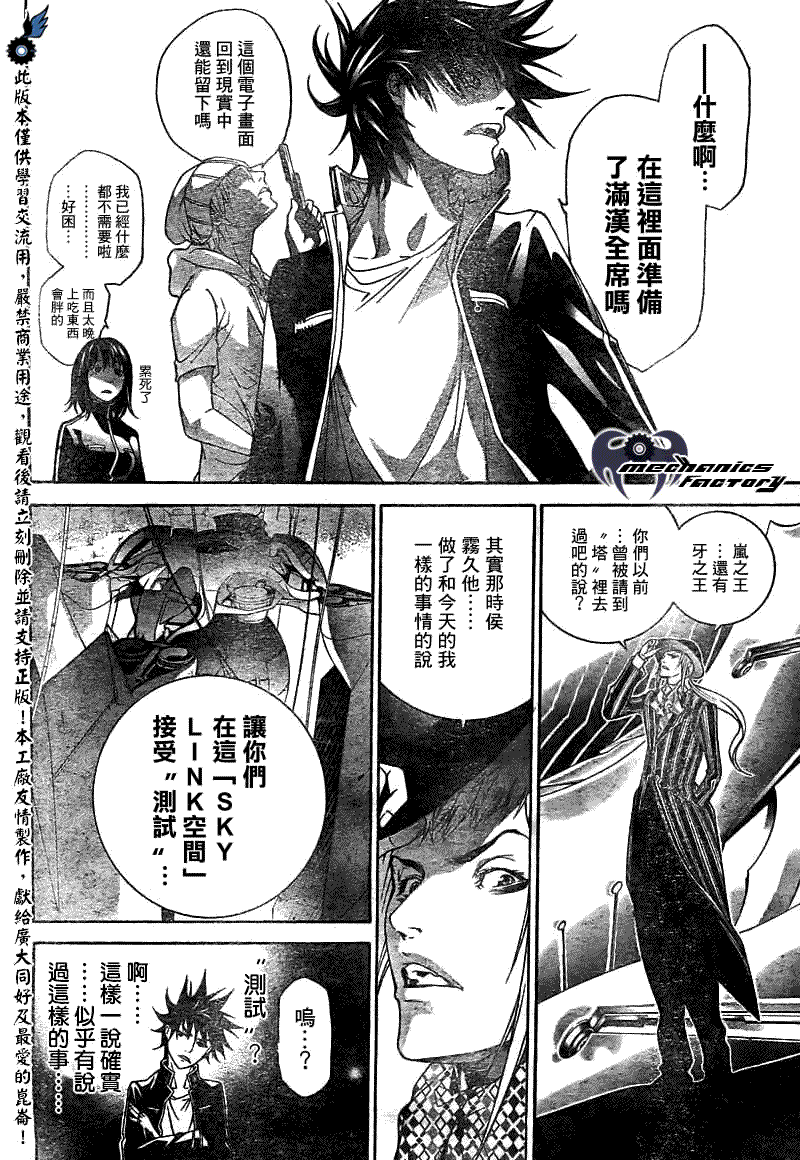 ——什麼啊…
在這裡面準備
了滿漢全席嗎
這個電子畫面
回到現實中
還能留下嗎
我已經什麼
都不需要啦
……………
…好困…
而且太晚
上吃東西
會胖的
累死了
mechanics
factory
嵐之王
…還有
牙之王
你們以前
…曾被請到
〝塔〞裡去
過吧的說？
其實那時侯
霧久他……
做了和今天的我
一樣的事情的說
讓你們
在這「SKY
LINK空間」
接受〝測試〞…
嗚…？
〝測試〞？
啊……
這樣一說確實
……似乎有說
過這樣的事……
此版本僅供學習交流用，嚴禁商業用途，觀看後請立刻刪除並請支持正版！本工廠友情製作，獻給廣大同好及最愛的崑崙！